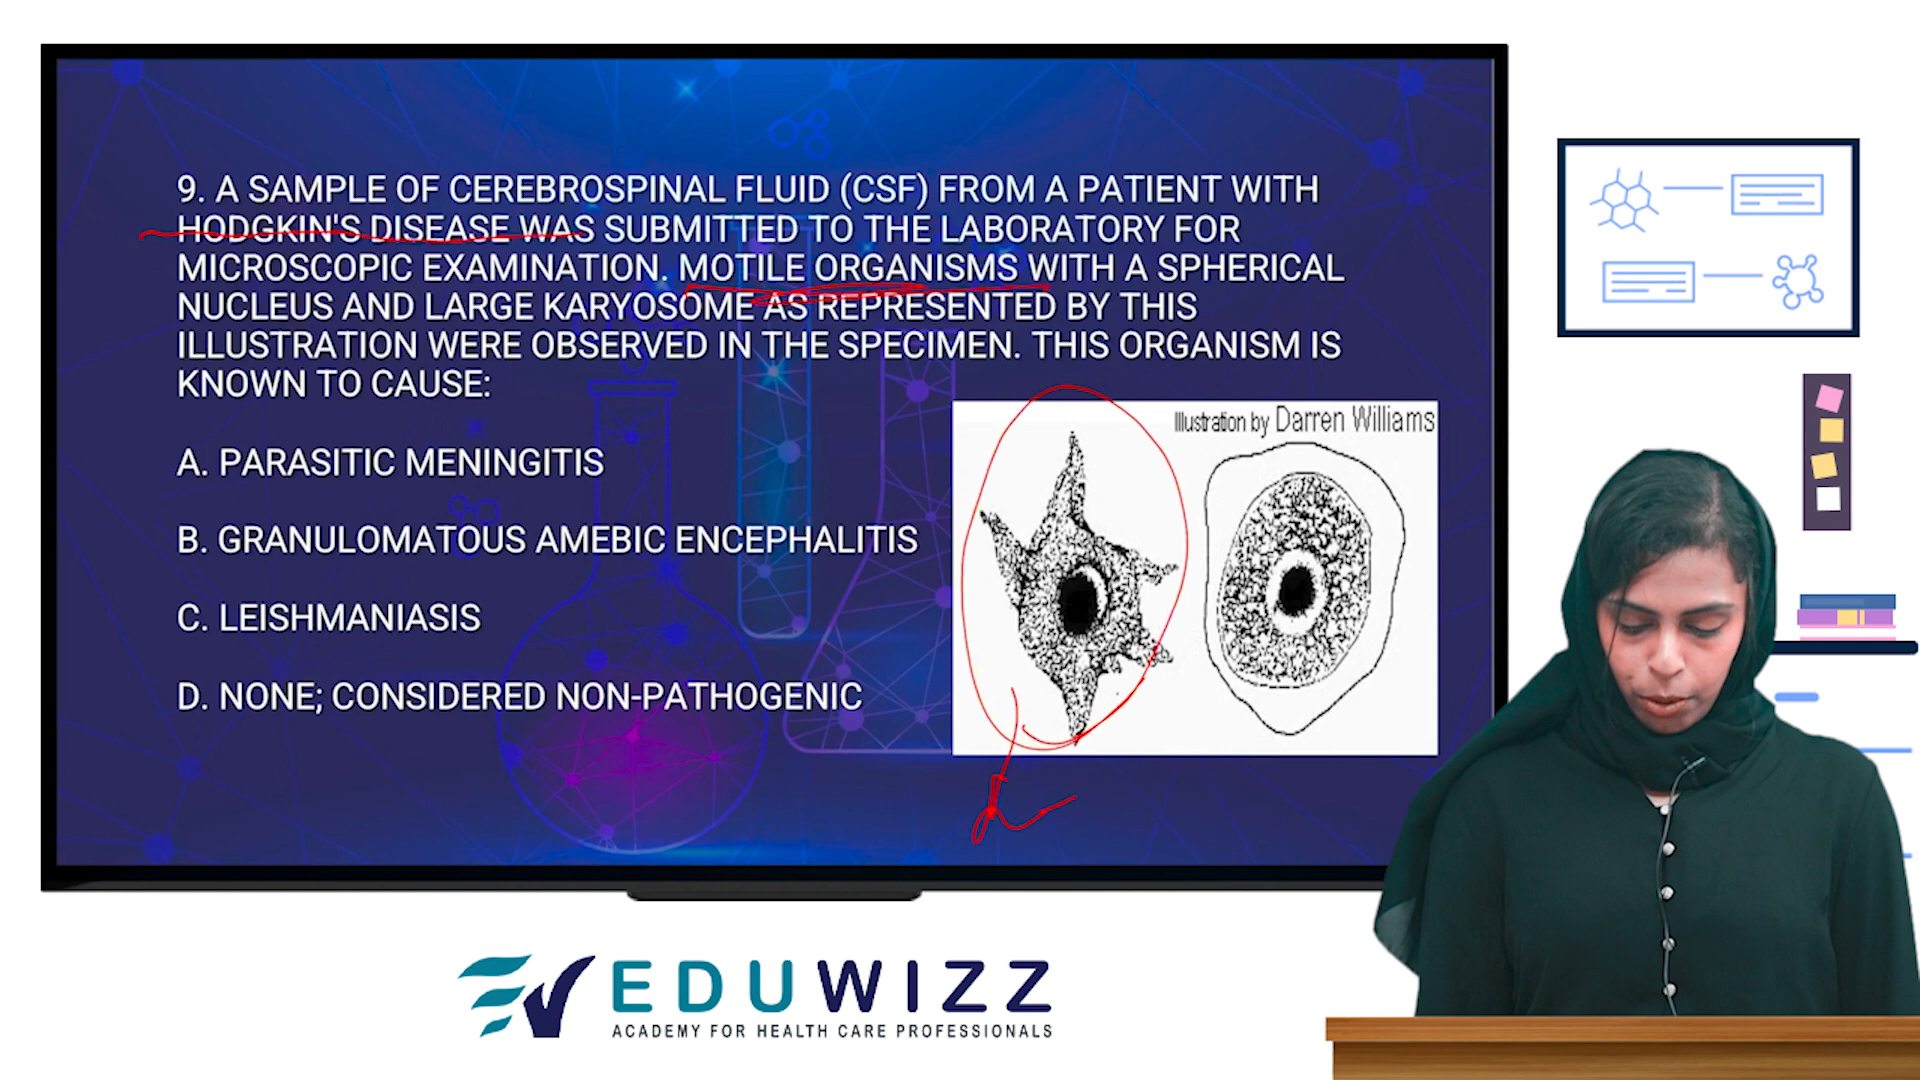 9. A SAMPLE OF CEREBROSPINAL FLUID (CSF) FROM A PATIENT WITH
HODGKIN'S DISEASE WAS SUBMITTED TO THE LABORATORY FOR
MICROSCOPIC EXAMINATION. MOTILE ORGANISMS WITH A SPHERICAL
NUCLEUS AND LARGE KARYOSOME AS REPRESENTED BY THIS
ILLUSTRATION WERE OBSERVED IN THE SPECIMEN. THIS ORGANISM IS
KNOWN TO CAUSE:
A. PARASITIC MENINGITIS
B. GRANULOMATOUS AMEBIC ENCEPHALITIS
C. LEISHMANIASIS
D. NONE; CONSIDERED NON-PATHOGENIC
Illustration by Darren Williams
EDUWIZZ
ACADEMY FOR HEALTH CARE PROFESSIONALS